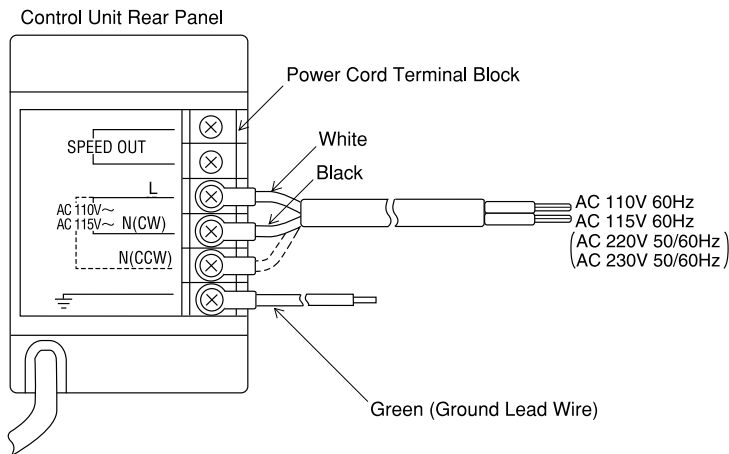 Control Unit Rear Panel
Power Cord Terminal Block
SPEED OUT
White
Black
L
AC 110V～
AC 115V～
N(CW)
N(CCW)
AC 110V 60Hz
AC 115V 60Hz
(AC 220V 50/60Hz
AC 230V 50/60Hz)
Green (Ground Lead Wire)